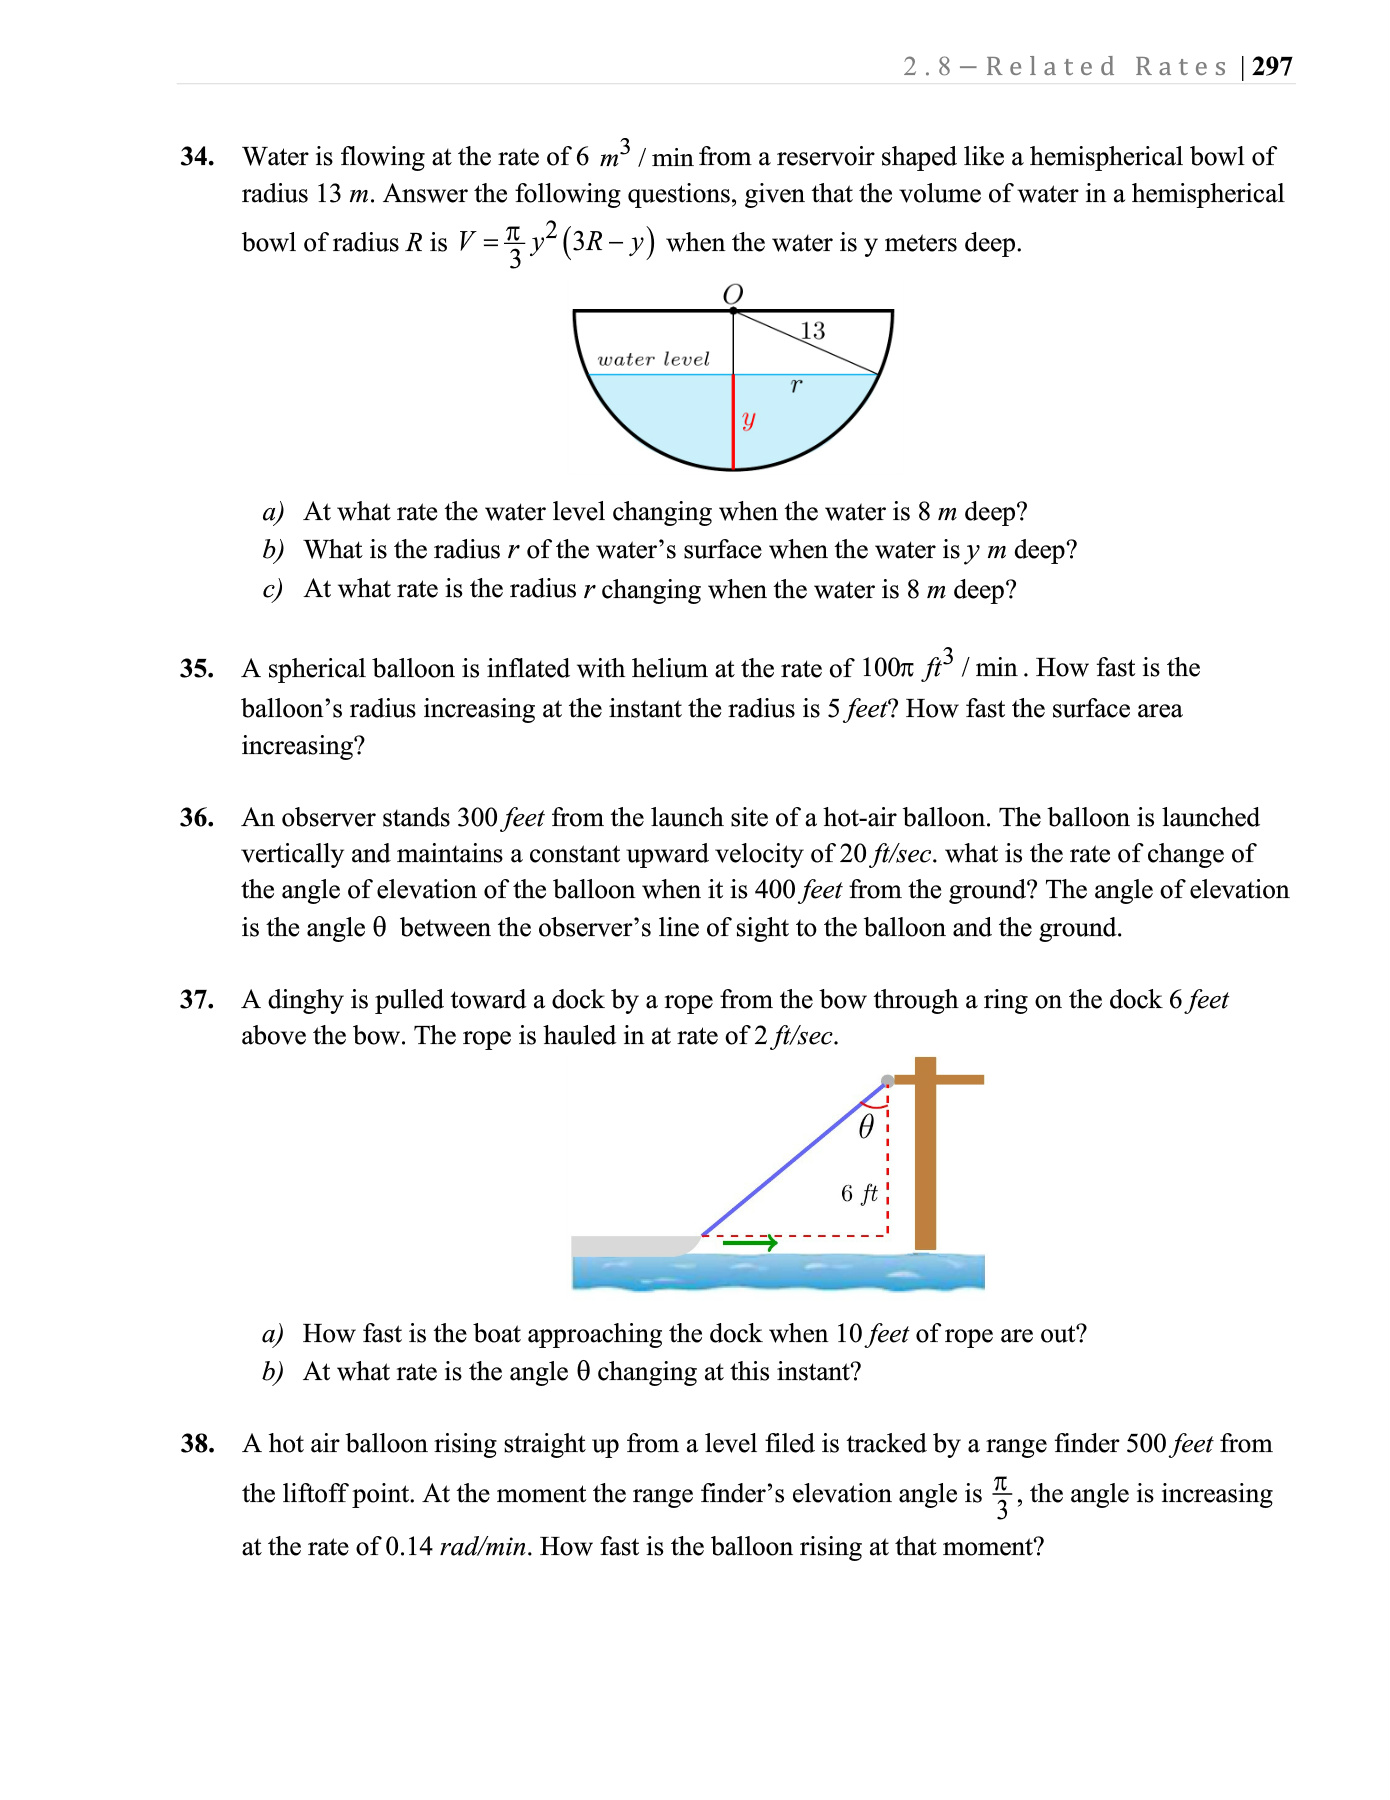 2.8 – Related Rates | 297
34. Water is flowing at the rate of 6 m³ / min from a reservoir shaped like a hemispherical bowl of
radius 13 m. Answer the following questions, given that the volume of water in a hemispherical
bowl of radius R is V = π/3 y² (3R – y) when the water is y meters deep.
O
13
water level
r
y
a) At what rate the water level changing when the water is 8 m deep?
b) What is the radius r of the water’s surface when the water is y m deep?
c) At what rate is the radius r changing when the water is 8 m deep?
35. A spherical balloon is inflated with helium at the rate of 100π ft³ / min . How fast is the
balloon’s radius increasing at the instant the radius is 5 feet? How fast the surface area
increasing?
36. An observer stands 300 feet from the launch site of a hot-air balloon. The balloon is launched
vertically and maintains a constant upward velocity of 20 ft/sec. what is the rate of change of
the angle of elevation of the balloon when it is 400 feet from the ground? The angle of elevation
is the angle θ between the observer’s line of sight to the balloon and the ground.
37. A dinghy is pulled toward a dock by a rope from the bow through a ring on the dock 6 feet
above the bow. The rope is hauled in at rate of 2 ft/sec.
θ
6 ft
a) How fast is the boat approaching the dock when 10 feet of rope are out?
b) At what rate is the angle θ changing at this instant?
38. A hot air balloon rising straight up from a level filed is tracked by a range finder 500 feet from
the liftoff point. At the moment the range finder’s elevation angle is π/3 , the angle is increasing
at the rate of 0.14 rad/min. How fast is the balloon rising at that moment?